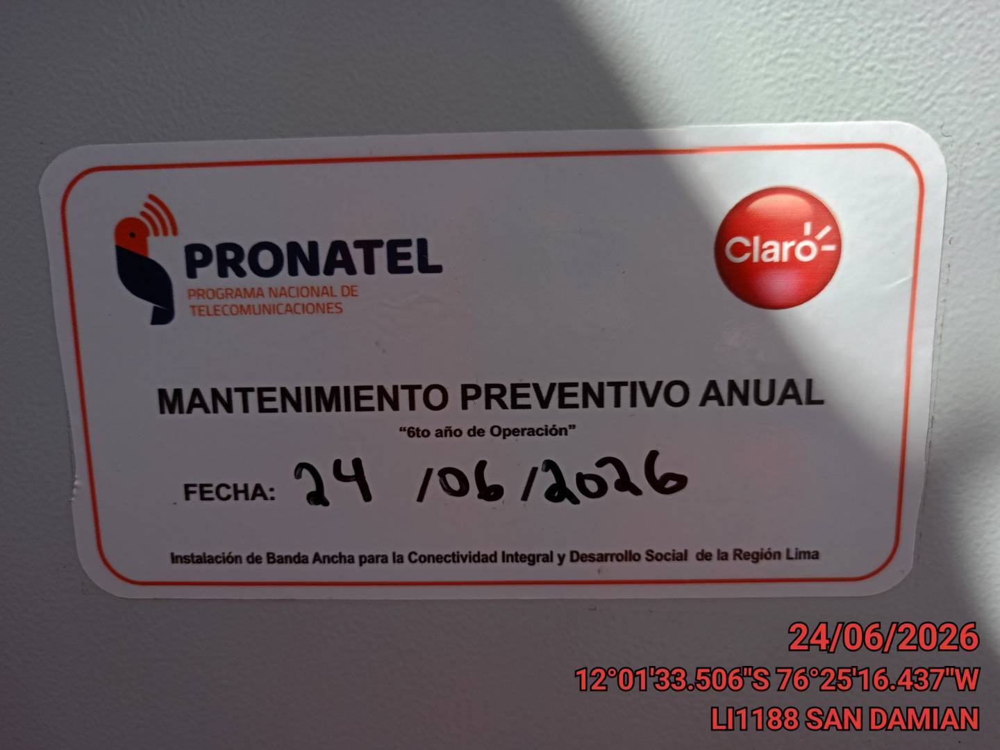 PRONATEL
PROGRAMA NACIONAL DE
TELECOMUNICACIONES
Claro
MANTENIMIENTO PREVENTIVO ANUAL
“6to año de Operación”
FECHA: 24 /06/2026
Instalación de Banda Ancha para la Conectividad Integral y Desarrollo Social de la Región Lima
24/06/2026
12°01'33.506"S 76°25'16.437"W
LI1188 SAN DAMIAN